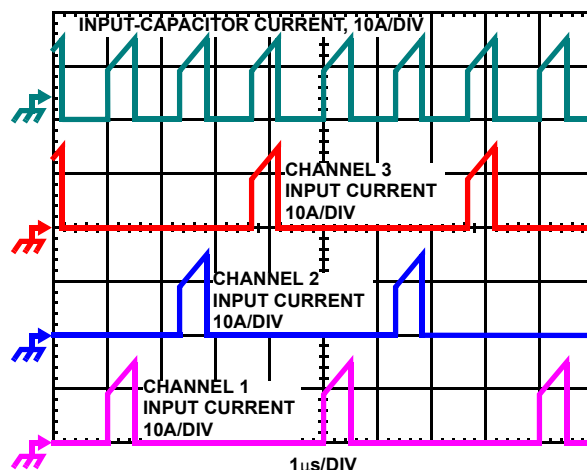 INPUT-CAPACITOR CURRENT, 10A/DIV
CHANNEL 3
INPUT CURRENT
10A/DIV
CHANNEL 2
INPUT CURRENT
10A/DIV
CHANNEL 1
INPUT CURRENT
10A/DIV
1μs/DIV